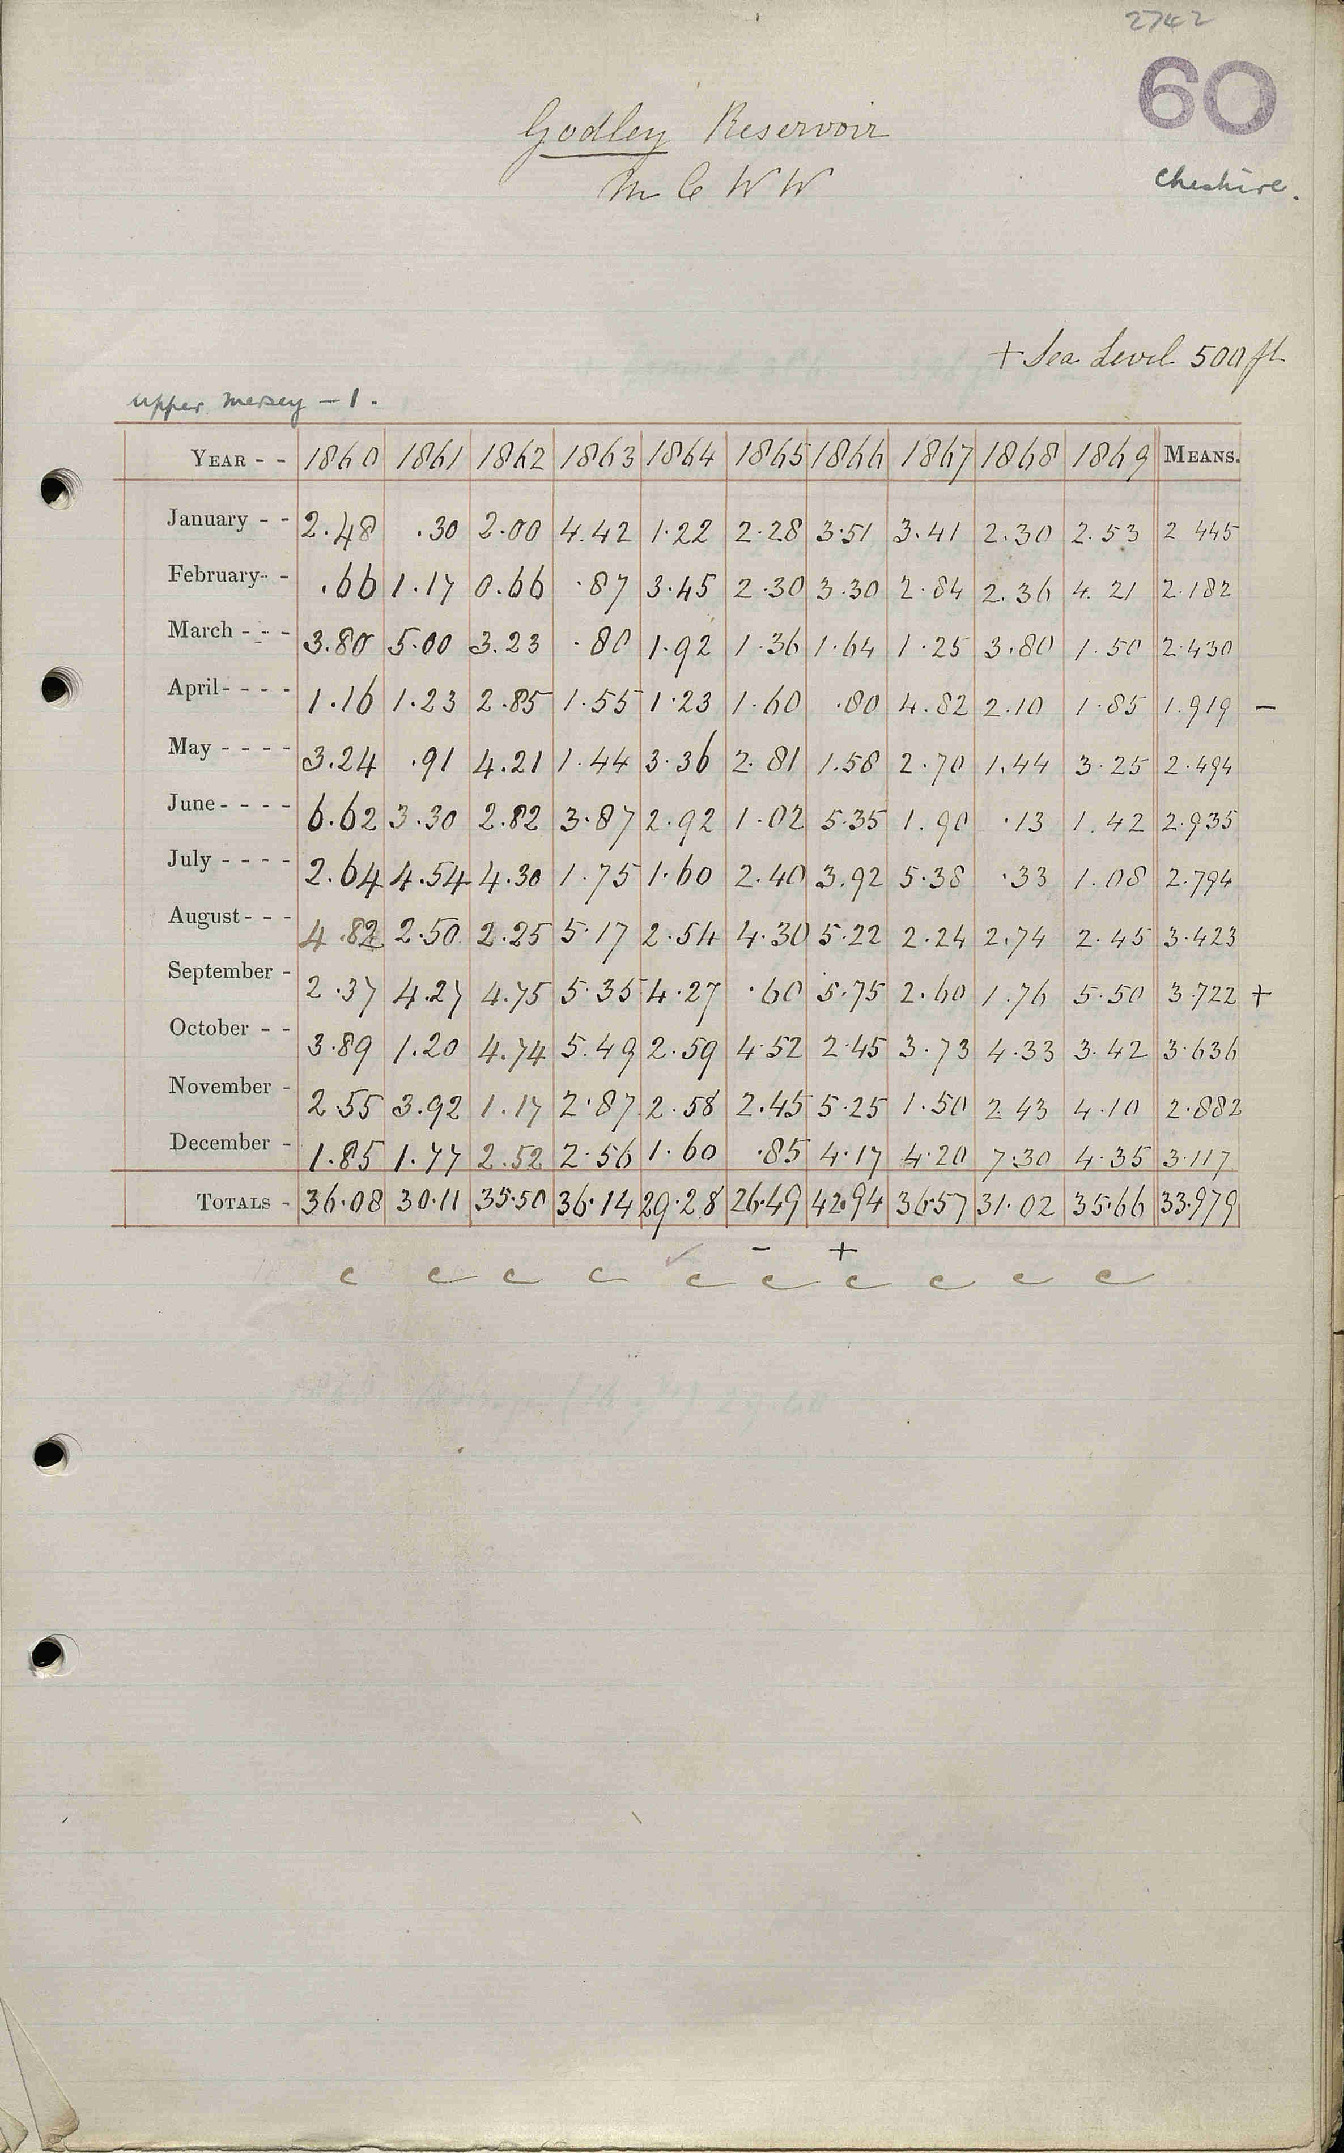 2742
60
Godley Reservoir
M C W W
Cheshire.
+ Sea Level 500 ft
Upper Mersey - 1.
YEAR - - 1860 1861 1862 1863 1864 1865 1866 1867 1868 1869 MEANS.
January - - 2.48 .30 2.00 4.42 1.22 2.28 3.51 3.41 2.30 2.53 2 445
February - - .66 1.17 0.66 .87 3.45 2.30 3.30 2.84 2.36 4.21 2.182
March - - - 3.80 5.00 3.23 .80 1.92 1.36 1.64 1.25 3.80 1.50 2.430
April - - - - 1.16 1.23 2.85 1.55 1.23 1.60 .80 4.82 2.10 1.85 1.919 -
May - - - - 3.24 .91 4.21 1.44 3.36 2.81 1.58 2.70 1.44 3.25 2.494
June - - - - 6.62 3.30 2.82 3.87 2.92 1.02 5.35 1.90 .13 1.42 2.935
July - - - - 2.64 4.54 4.30 1.75 1.60 2.40 3.92 5.38 .33 1.08 2.794
August - - - 4.82 2.50 2.25 5.17 2.54 4.30 5.22 2.24 2.74 2.45 3.423
September - 2.37 4.27 4.75 5.35 4.27 .60 5.75 2.60 1.76 5.50 3.722 +
October - - 3.89 1.20 4.74 5.49 2.59 4.52 2.45 3.73 4.33 3.42 3.636
November - 2.55 3.92 1.17 2.87 2.58 2.45 5.25 1.50 2.43 4.10 2.882
December - 1.85 1.77 2.52 2.56 1.60 .85 4.17 4.20 7.30 4.35 3.117
TOTALS - 36.08 30.11 35.50 36.14 29.28 26.49 42.94 36.57 31.02 35.66 33.979
- +
c c c c c c c c c c